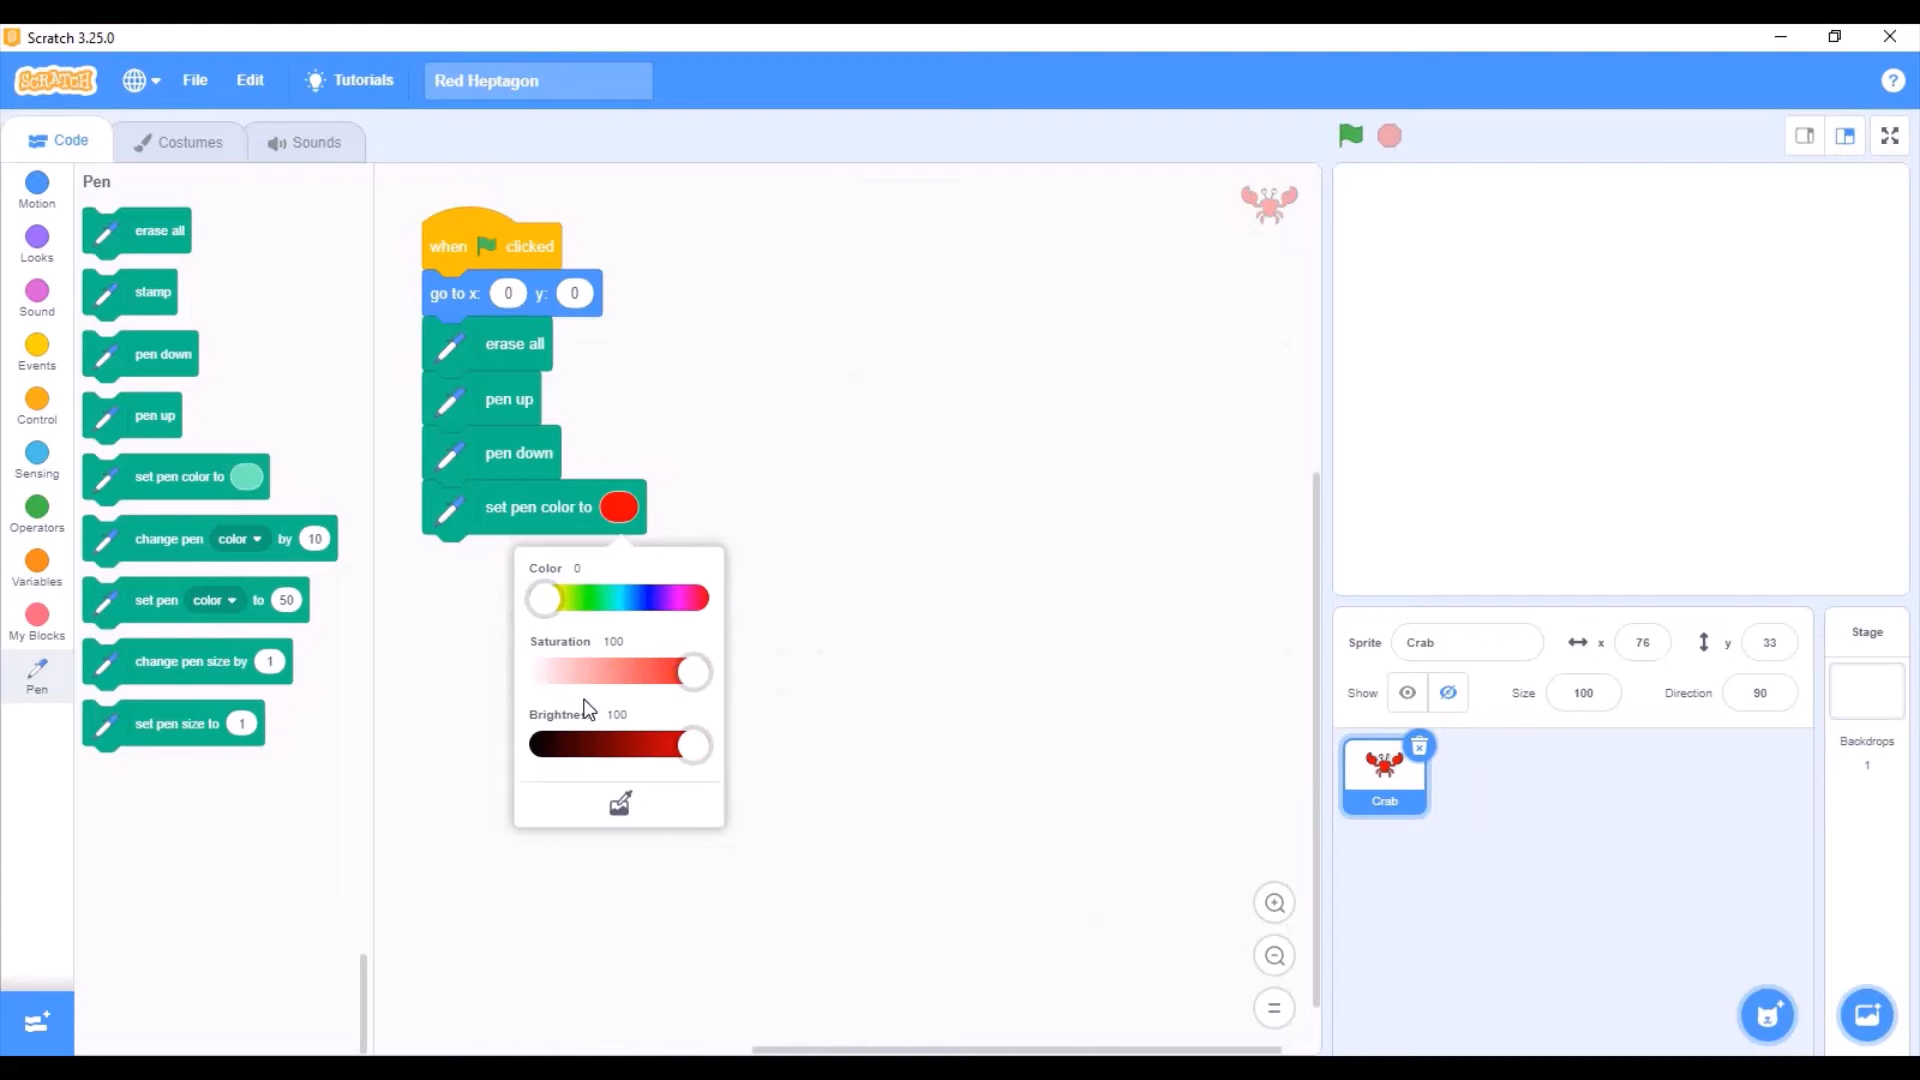 Scratch 3.25.0
SCRATCH File Edit Tutorials Red Heptagon ?
Code Costumes Sounds
Motion
Looks
Sound
Events
Control
Sensing
Operators
Variables
My Blocks
Pen
Pen
erase all
stamp
pen down
pen up
set pen color to
change pen color by 10
set pen color to 50
change pen size by 1
set pen size to 1
when clicked
go to x: 0 y: 0
erase all
pen up
pen down
set pen color to
Color 0
Saturation 100
Brightness 100
Sprite Crab x 76 y 33
Show Size 100 Direction 90
Crab
Stage
Backdrops
1